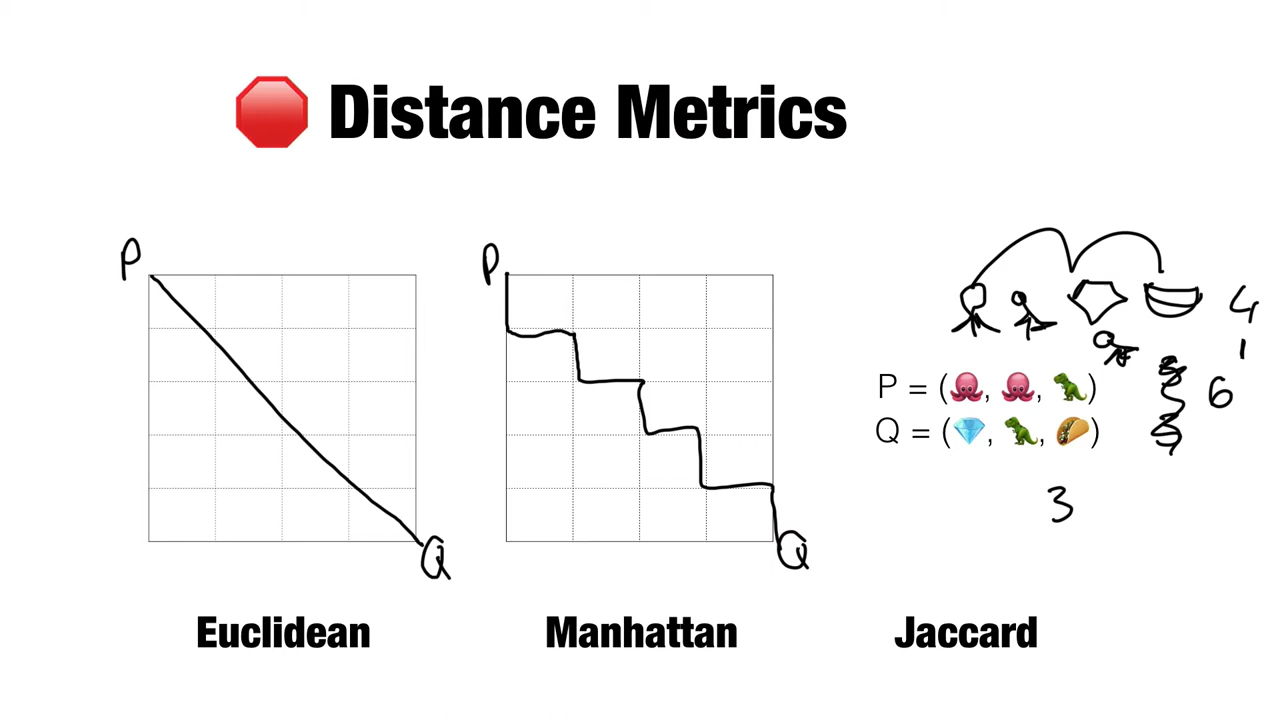 🛑 Distance Metrics
P
P
4
1
P = (🐙, 🐙, 🦖)
6
Q = (💎, 🦖, 🌮)
3
Q
Q
Euclidean
Manhattan
Jaccard